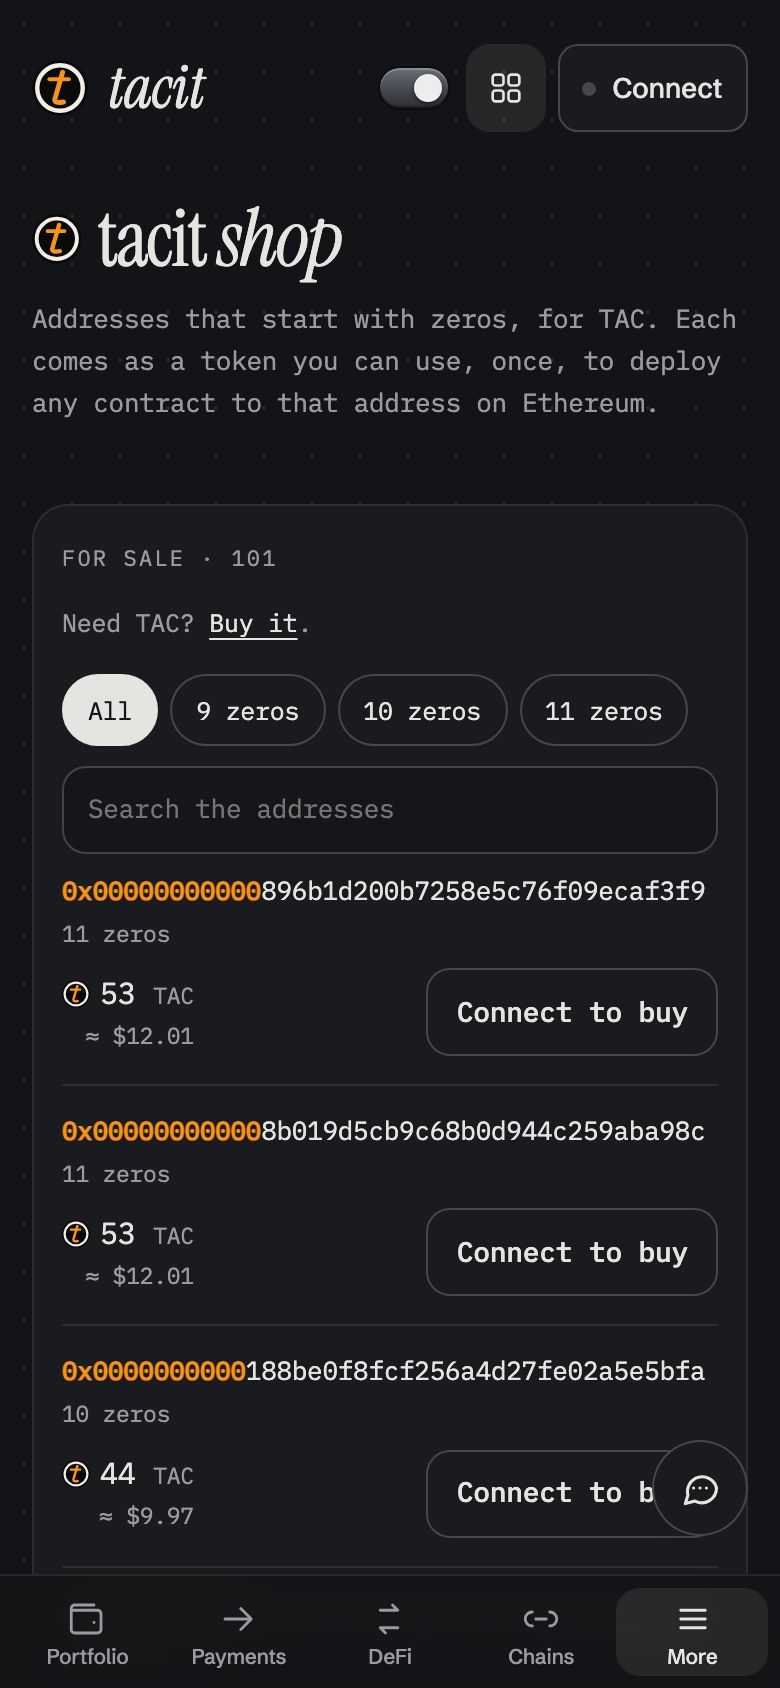 t tacit
Connect
t tacit shop
Addresses that start with zeros, for TAC. Each
comes as a token you can use, once, to deploy
any contract to that address on Ethereum.
FOR SALE · 101
Need TAC? Buy it.
All
9 zeros
10 zeros
11 zeros
Search the addresses
0x00000000000896b1d200b7258e5c76f09ecaf3f9
11 zeros
t 53 TAC
≈ $12.01
Connect to buy
0x000000000008b019d5cb9c68b0d944c259aba98c
11 zeros
t 53 TAC
≈ $12.01
Connect to buy
0x0000000000188be0f8fcf256a4d27fe02a5e5bfa
10 zeros
t 44 TAC
≈ $9.97
Connect to b
Portfolio
Payments
DeFi
Chains
More